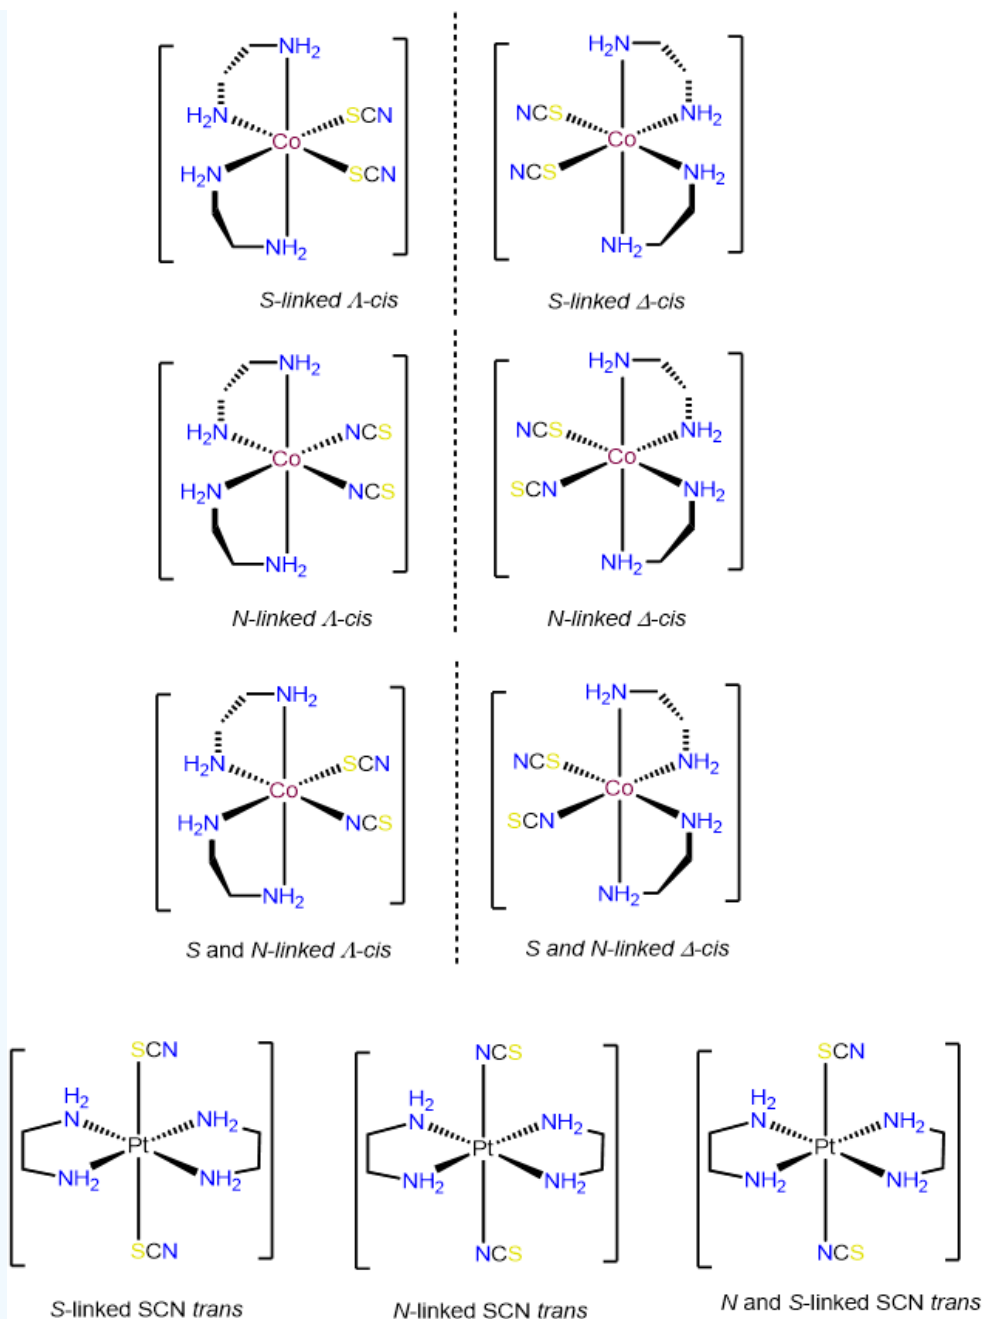 NH2 H2N
H2N SCN NCS NH2
Co Co
H2N SCN NCS NH2
NH2 NH2
S-linked Λ-cis S-linked Δ-cis
NH2 H2N
H2N NCS NCS NH2
Co Co
H2N NCS SCN NH2
NH2 NH2
N-linked Λ-cis N-linked Δ-cis
NH2 H2N
H2N SCN NCS NH2
Co Co
H2N NCS SCN NH2
NH2 NH2
S and N-linked Λ-cis S and N-linked Δ-cis
SCN NCS SCN
H2 H2 H2
N NH2 N NH2 N NH2
Pt Pt Pt
NH2 NH2 NH2 NH2 NH2 NH2
SCN NCS NCS
S-linked SCN trans N-linked SCN trans N and S-linked SCN trans